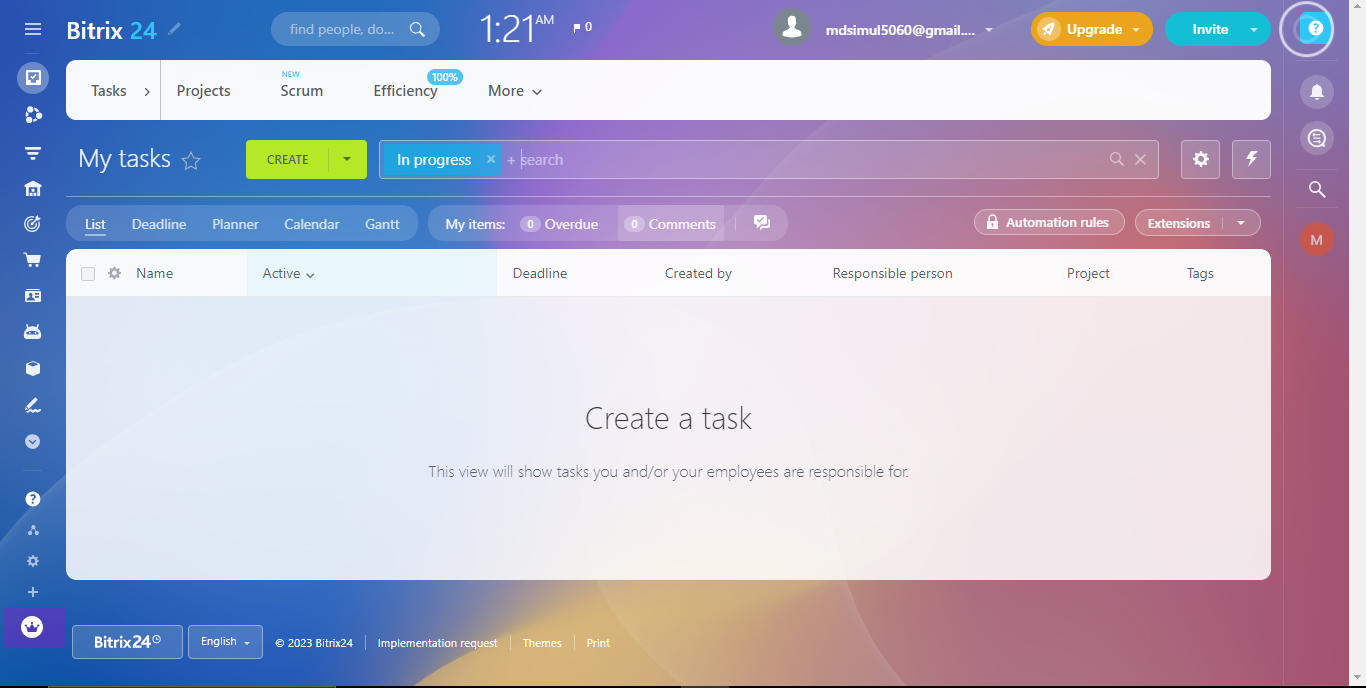 Bitrix 24
find people, do...
1:21 AM
0
mdsimul5060@gmail....
Upgrade
Invite
?
Tasks
Projects
NEW
Scrum
Efficiency
100%
More
My tasks
CREATE
In progress ×
+ search
List
Deadline
Planner
Calendar
Gantt
My items:
0 Overdue
0 Comments
Automation rules
Extensions
M
Name
Active
Deadline
Created by
Responsible person
Project
Tags
Create a task
This view will show tasks you and/or your employees are responsible for.
?
Bitrix24
English
© 2023 Bitrix24
Implementation request
Themes
Print